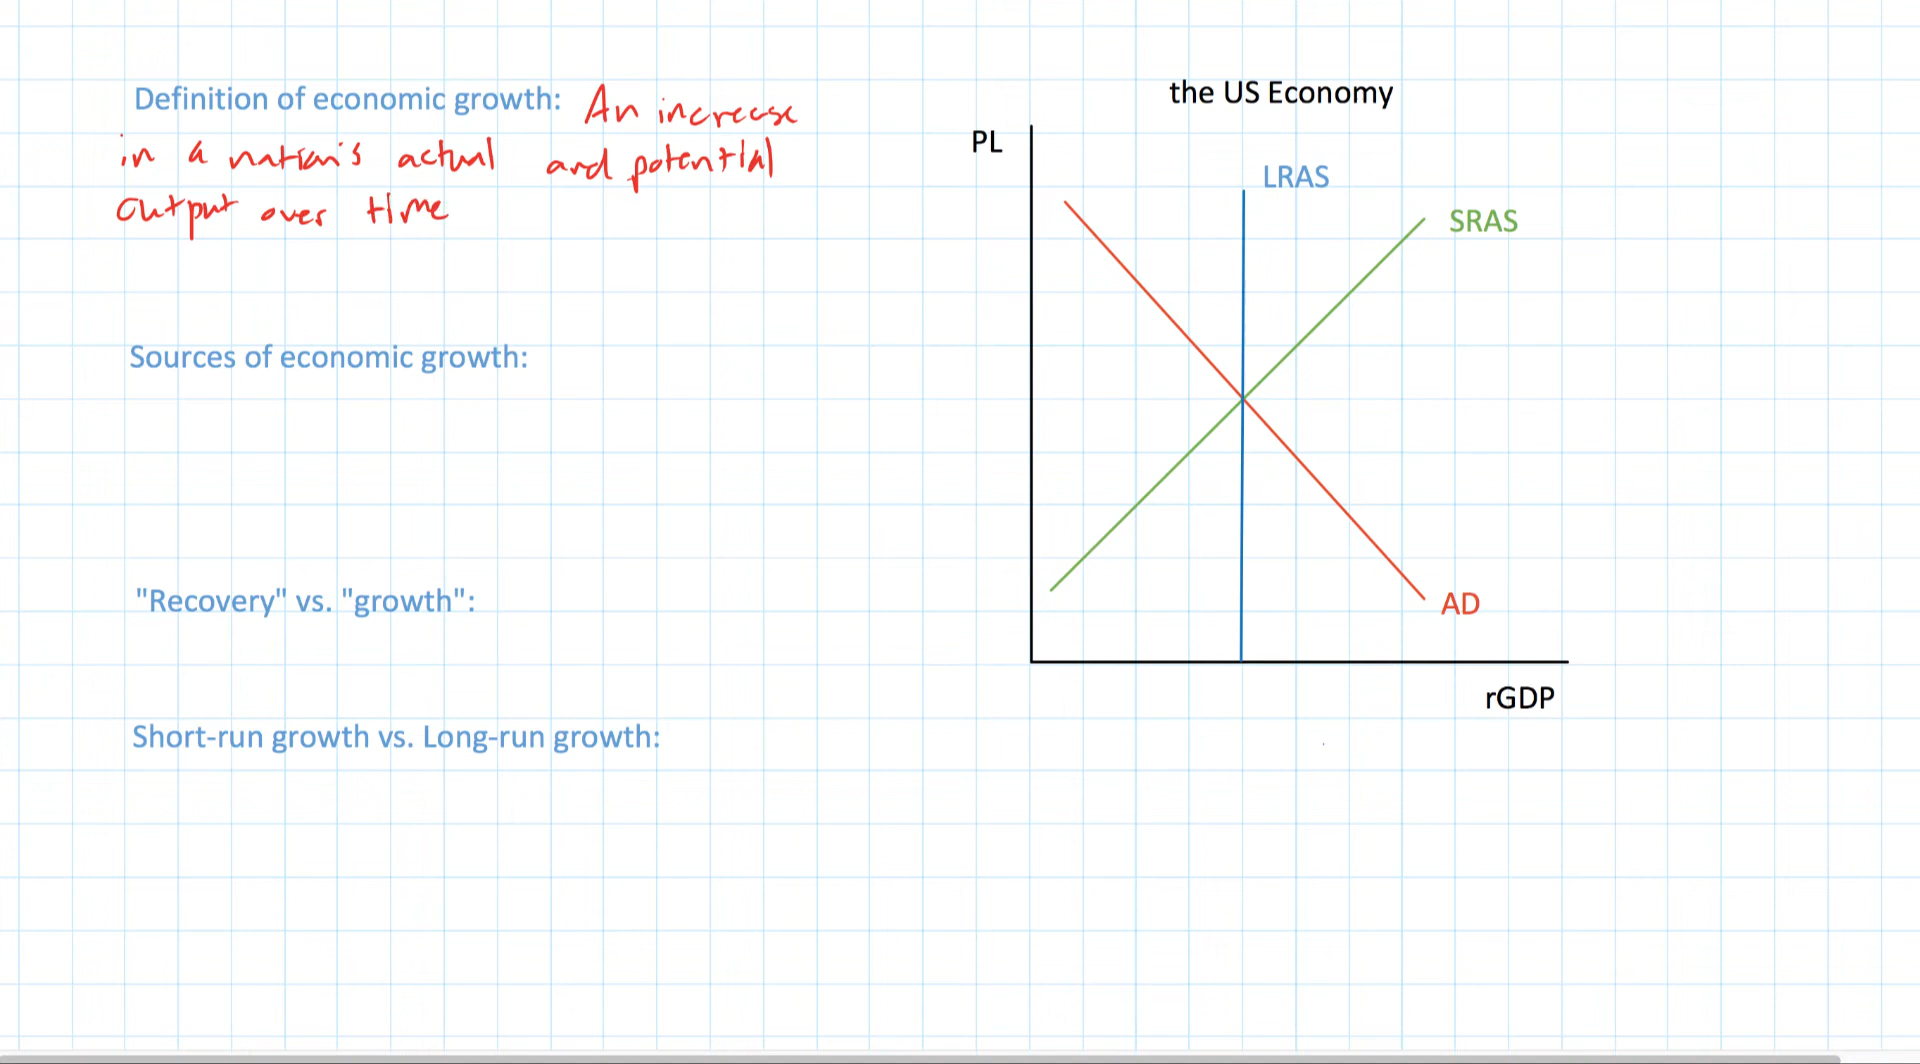 Definition of economic growth: An increase
in a nation's actual and potential
output over time
Sources of economic growth:
"Recovery" vs. "growth":
Short-run growth vs. Long-run growth:
the US Economy
PL
LRAS
SRAS
AD
rGDP